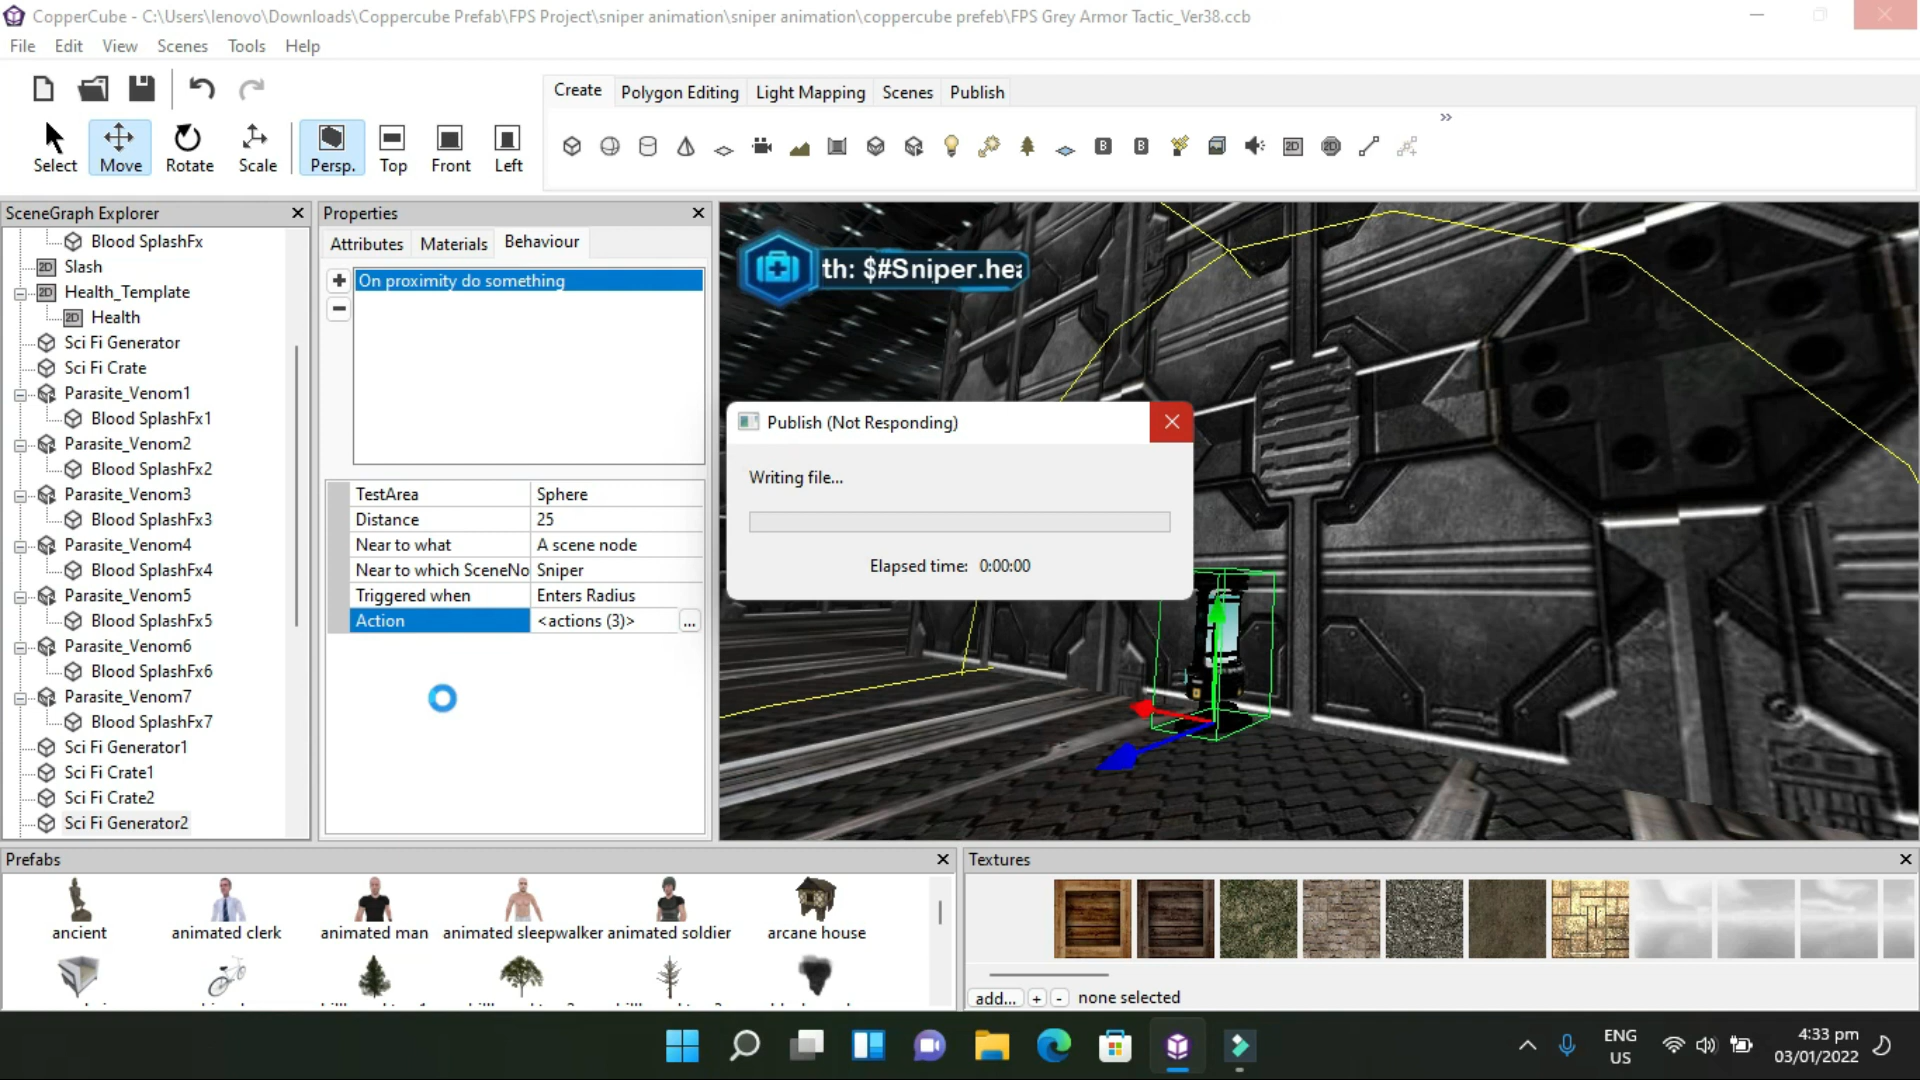 CopperCube - C:\Users\lenovo\Downloads\Coppercube Prefab\FPS Project\sniper animation\sniper animation\coppercube prefeb\FPS Grey Armor Tactic_Ver38.ccb
File Edit View Scenes Tools Help
Create Polygon Editing Light Mapping Scenes Publish
Select Move Rotate Scale Persp. Top Front Left
SceneGraph Explorer
Blood SplashFx
Slash
Health_Template
Health
Sci Fi Generator
Sci Fi Crate
Parasite_Venom1
Blood SplashFx1
Parasite_Venom2
Blood SplashFx2
Parasite_Venom3
Blood SplashFx3
Parasite_Venom4
Blood SplashFx4
Parasite_Venom5
Blood SplashFx5
Parasite_Venom6
Blood SplashFx6
Parasite_Venom7
Blood SplashFx7
Sci Fi Generator1
Sci Fi Crate1
Sci Fi Crate2
Sci Fi Generator2
Properties
Attributes Materials Behaviour
On proximity do something
TestArea Sphere
Distance 25
Near to what A scene node
Near to which SceneNo Sniper
Triggered when Enters Radius
Action <actions (3)> ...
th: $#Sniper.hea
Publish (Not Responding)
Writing file...
Elapsed time: 0:00:00
Prefabs
ancient animated clerk animated man animated sleepwalker animated soldier arcane house
Textures
add... + - none selected
ENG
US
4:33 pm
03/01/2022